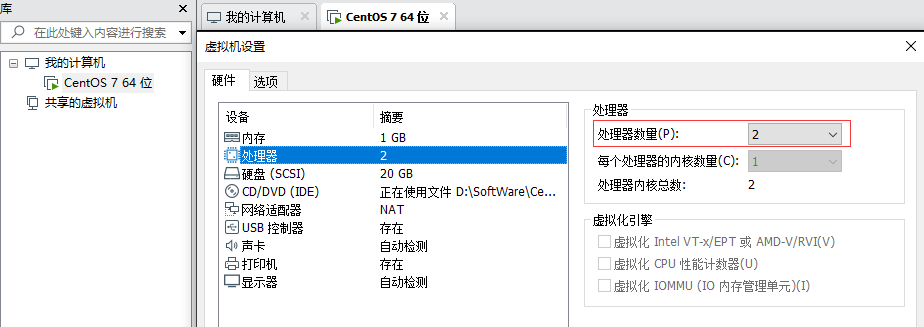 库
在此处键入内容进行搜索
我的计算机
CentOS 7 64 位
共享的虚拟机
我的计算机
CentOS 7 64 位
虚拟机设置
硬件
选项
设备 摘要
内存 1 GB
处理器 2
硬盘 (SCSI) 20 GB
CD/DVD (IDE) 正在使用文件 D:\SoftWare\Ce...
网络适配器 NAT
USB 控制器 存在
声卡 自动检测
打印机 存在
显示器 自动检测
处理器
处理器数量(P): 2
每个处理器的内核数量(C): 1
处理器内核总数: 2
虚拟化引擎
虚拟化 Intel VT-x/EPT 或 AMD-V/RVI(V)
虚拟化 CPU 性能计数器(U)
虚拟化 IOMMU (IO 内存管理单元)(I)